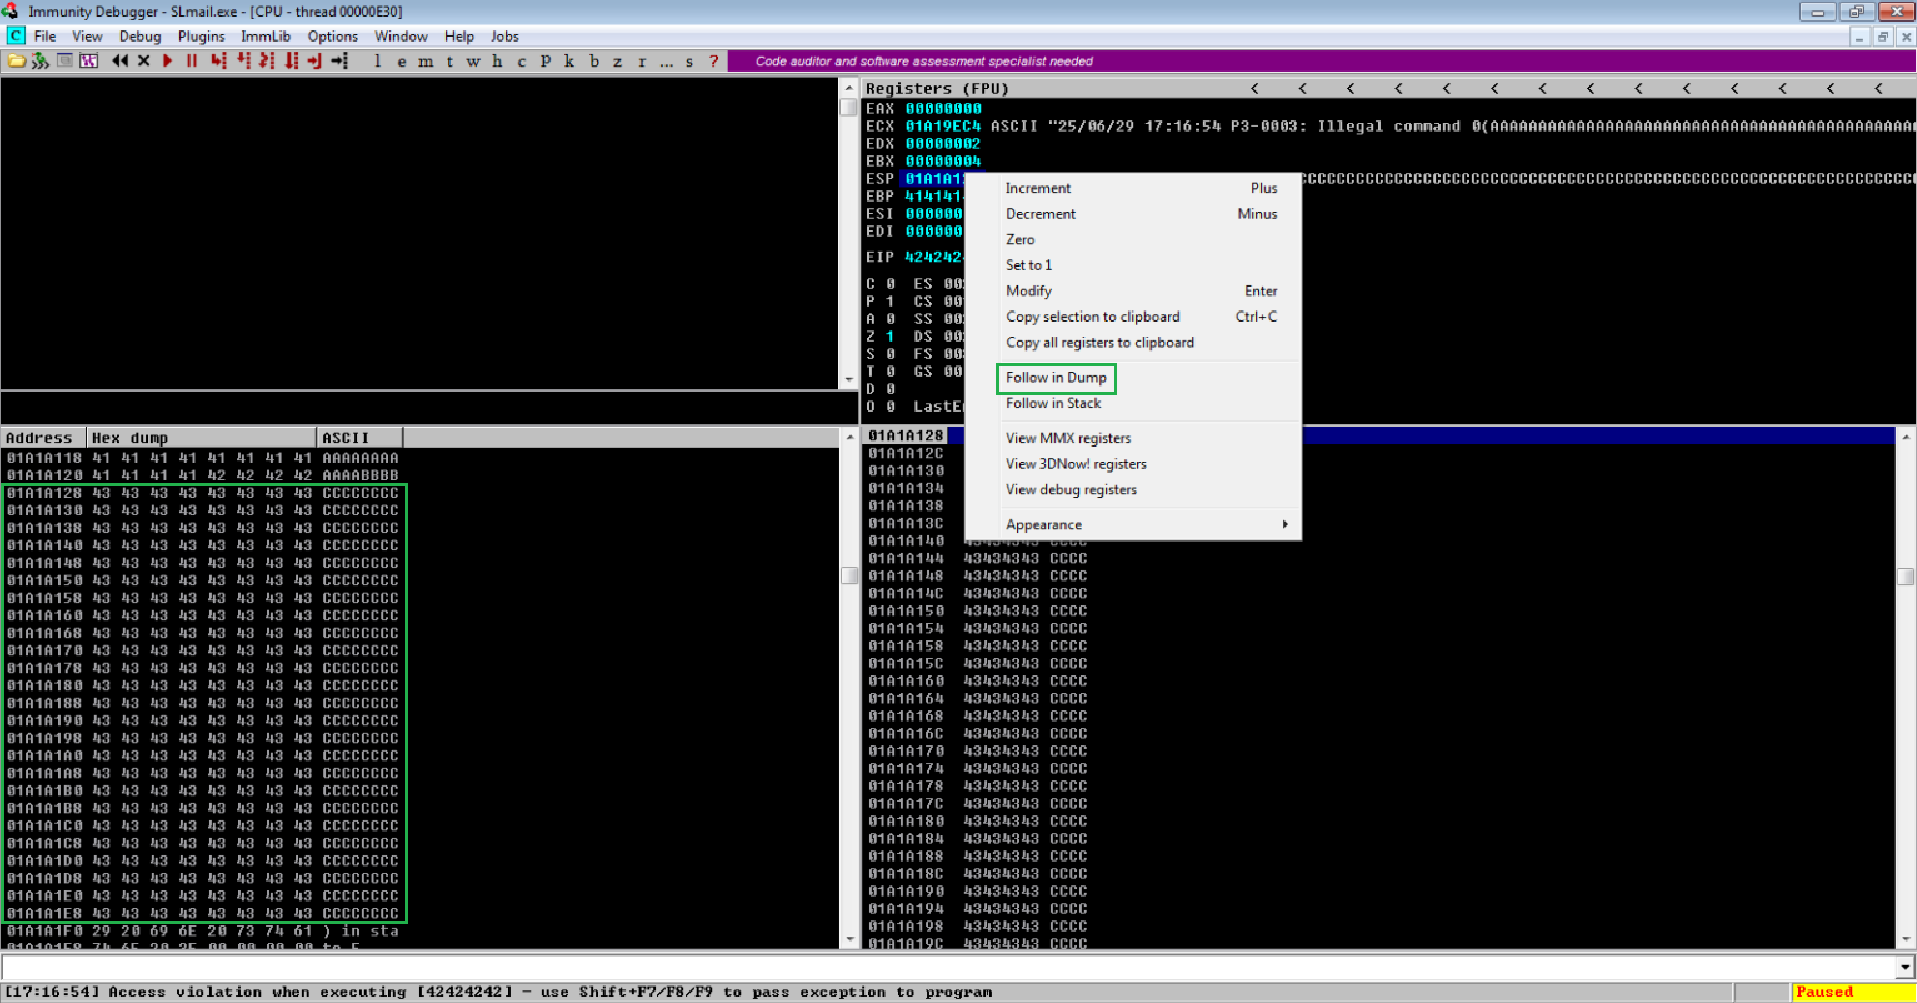 Immunity Debugger - SLmail.exe - [CPU - thread 00000E30]
C File View Debug Plugins ImmLib Options Window Help Jobs
l e m t w h c P k b z r ... s ? Code auditor and software assessment specialist needed
Registers (FPU) < < < < < < < < < < < < < <
EAX 00000000
ECX 01A19EC4 ASCII "25/06/29 17:16:54 P3-0003: Illegal command 0(
EDX 00000002
EBX 00000004
ESP 01A1A1
EBP 414141
ESI 000000
EDI 000000
EIP 424242
C 0 ES 00
P 1 CS 00
A 0 SS 00
Z 1 DS 00
S 0 FS 00
T 0 GS 00
D 0
O 0 LastE
Increment Plus
Decrement Minus
Zero
Set to 1
Modify Enter
Copy selection to clipboard Ctrl+C
Copy all registers to clipboard
Follow in Dump
Follow in Stack
View MMX registers
View 3DNow! registers
View debug registers
Appearance
Address Hex dump ASCII
01A1A118 41 41 41 41 41 41 41 41 AAAAAAAA
01A1A120 41 41 41 41 42 42 42 42 AAAABBBB
01A1A128 43 43 43 43 43 43 43 43 CCCCCCCC
01A1A130 43 43 43 43 43 43 43 43 CCCCCCCC
01A1A138 43 43 43 43 43 43 43 43 CCCCCCCC
01A1A140 43 43 43 43 43 43 43 43 CCCCCCCC
01A1A148 43 43 43 43 43 43 43 43 CCCCCCCC
01A1A150 43 43 43 43 43 43 43 43 CCCCCCCC
01A1A158 43 43 43 43 43 43 43 43 CCCCCCCC
01A1A160 43 43 43 43 43 43 43 43 CCCCCCCC
01A1A168 43 43 43 43 43 43 43 43 CCCCCCCC
01A1A170 43 43 43 43 43 43 43 43 CCCCCCCC
01A1A178 43 43 43 43 43 43 43 43 CCCCCCCC
01A1A180 43 43 43 43 43 43 43 43 CCCCCCCC
01A1A188 43 43 43 43 43 43 43 43 CCCCCCCC
01A1A190 43 43 43 43 43 43 43 43 CCCCCCCC
01A1A198 43 43 43 43 43 43 43 43 CCCCCCCC
01A1A1A0 43 43 43 43 43 43 43 43 CCCCCCCC
01A1A1A8 43 43 43 43 43 43 43 43 CCCCCCCC
01A1A1B0 43 43 43 43 43 43 43 43 CCCCCCCC
01A1A1B8 43 43 43 43 43 43 43 43 CCCCCCCC
01A1A1C0 43 43 43 43 43 43 43 43 CCCCCCCC
01A1A1C8 43 43 43 43 43 43 43 43 CCCCCCCC
01A1A1D0 43 43 43 43 43 43 43 43 CCCCCCCC
01A1A1D8 43 43 43 43 43 43 43 43 CCCCCCCC
01A1A1E0 43 43 43 43 43 43 43 43 CCCCCCCC
01A1A1E8 43 43 43 43 43 43 43 43 CCCCCCCC
01A1A1F0 29 20 69 6E 20 73 74 61 ) in sta
01A1A128
01A1A12C
01A1A130
01A1A134
01A1A138
01A1A13C
01A1A140 43434343 CCCC
01A1A144 43434343 CCCC
01A1A148 43434343 CCCC
01A1A14C 43434343 CCCC
01A1A150 43434343 CCCC
01A1A154 43434343 CCCC
01A1A158 43434343 CCCC
01A1A15C 43434343 CCCC
01A1A160 43434343 CCCC
01A1A164 43434343 CCCC
01A1A168 43434343 CCCC
01A1A16C 43434343 CCCC
01A1A170 43434343 CCCC
01A1A174 43434343 CCCC
01A1A178 43434343 CCCC
01A1A17C 43434343 CCCC
01A1A180 43434343 CCCC
01A1A184 43434343 CCCC
01A1A188 43434343 CCCC
01A1A18C 43434343 CCCC
01A1A190 43434343 CCCC
01A1A194 43434343 CCCC
01A1A198 43434343 CCCC
01A1A19C 43434343 CCCC
[17:16:54] Access violation when executing [42424242] - use Shift+F7/F8/F9 to pass exception to program
Paused